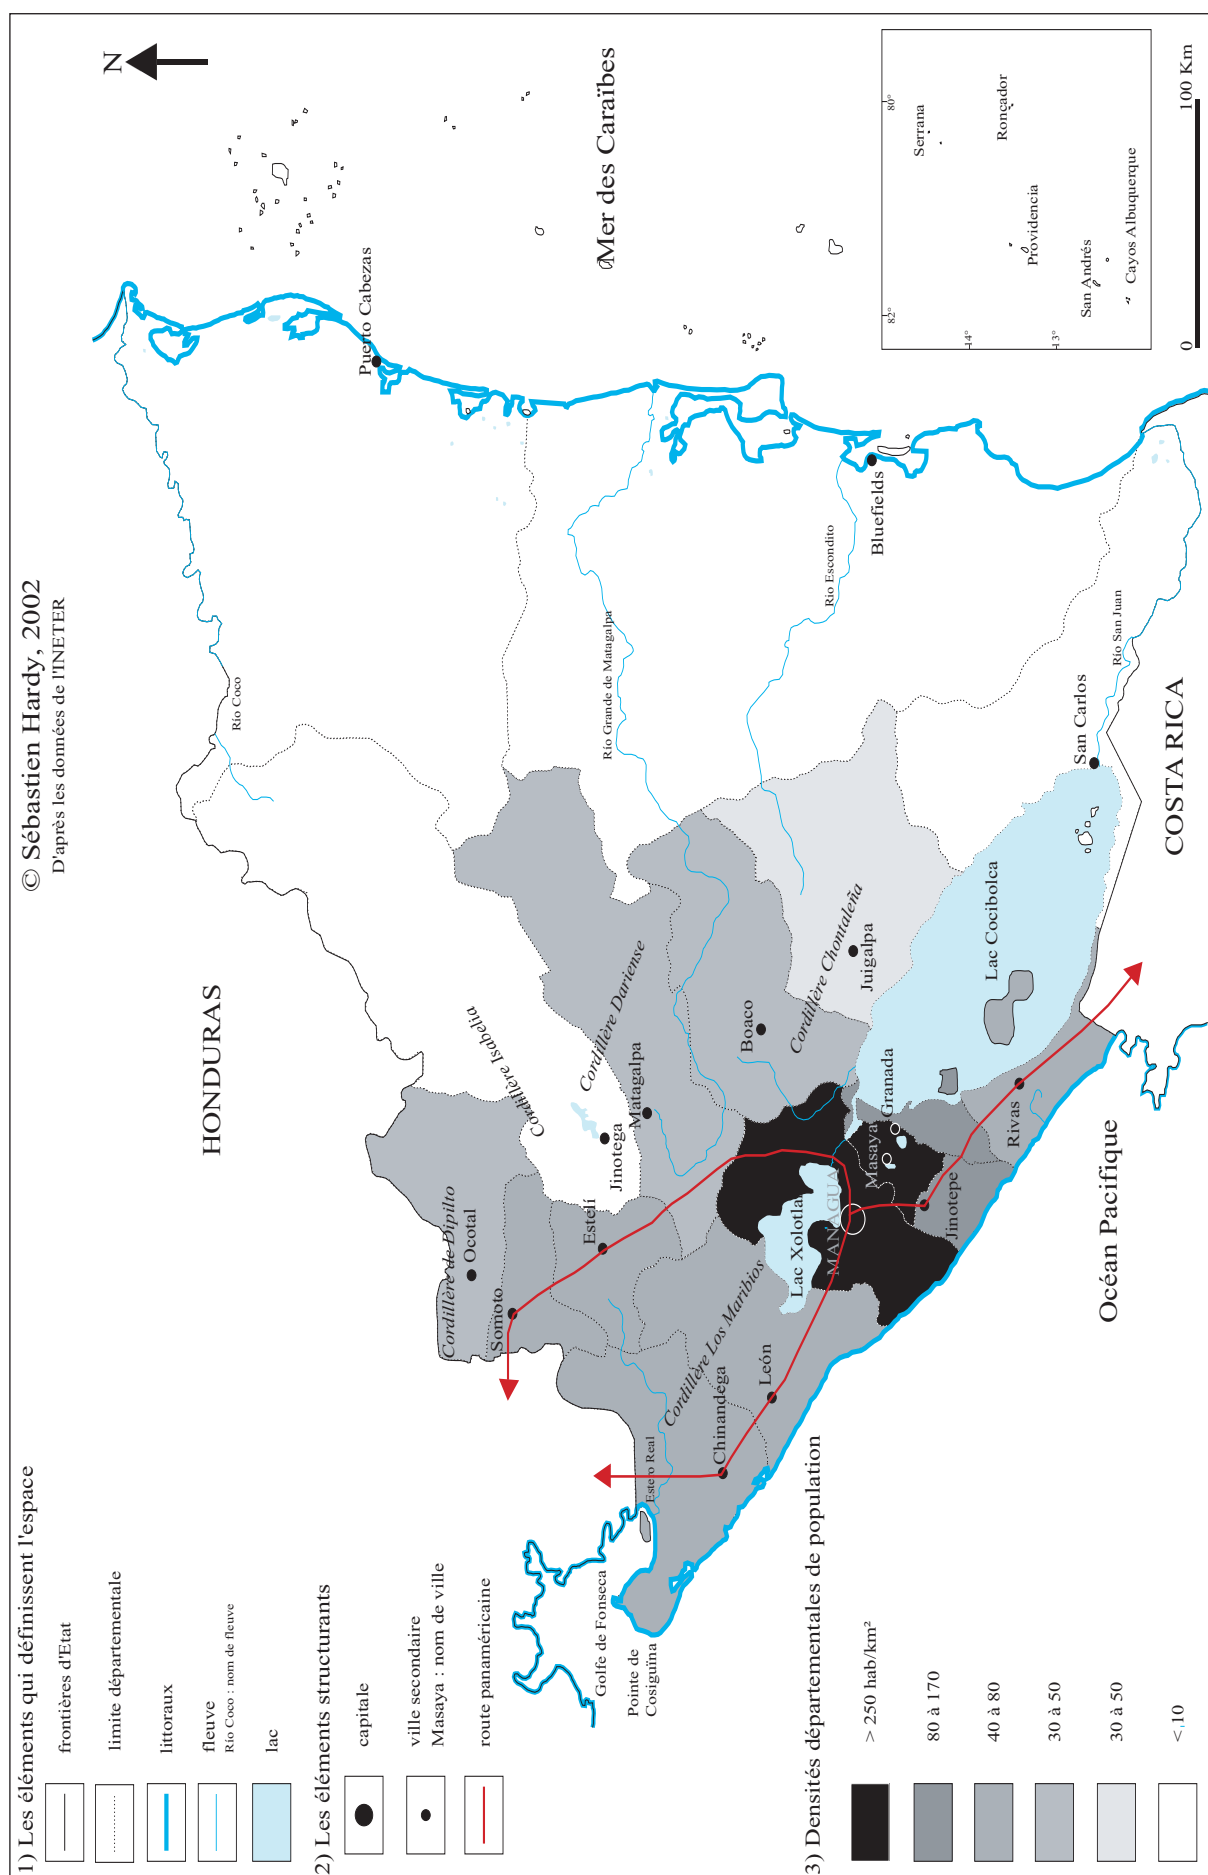 © Sébastien Hardy, 2002
D'après les données de l'INETER
N
HONDURAS
Mer des Caraïbes
Océan Pacifique
COSTA RICA
Río Coco
Puerto Cabezas
Cordillère de Dipilto
Ocotal
Somoto
Cordillère Isabelia
Estelí
Jinotega
Cordillère Dariense
Matagalpa
Río Grande de Matagalpa
Golfe de Fonseca
Pointe de
Cosiguïna
Estero Real
Cordillère Los Maribios
Chinandéga
León
Boaco
Cordillère Chontaleña
Juigalpa
Río Escondito
Bluefields
Lac Xolotlan
MANAGUA
Masaya
Granada
Jinotepe
Rivas
Lac Cocibolca
San Carlos
Río San Juan
82°
80°
14°
13°
Serrana
Ronçador
Providencia
San Andrés
Cayos Albuquerque
0
100 Km
1) Les éléments qui définissent l'espace
frontières d'Etat
limite départementale
littoraux
fleuve
Río Coco : nom de fleuve
lac
2) Les éléments structurants
capitale
ville secondaire
Masaya : nom de ville
route panaméricaine
3) Densités départementales de population
> 250 hab/km²
80 à 170
40 à 80
30 à 50
30 à 50
<,10